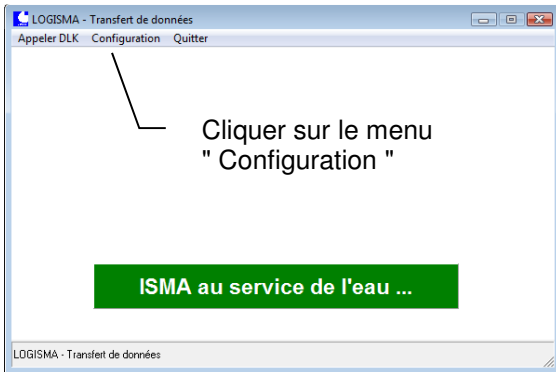 LOGISMA - Transfert de données
Appeler DLK Configuration Quitter
Cliquer sur le menu
" Configuration "
ISMA au service de l'eau ...
LOGISMA - Transfert de données